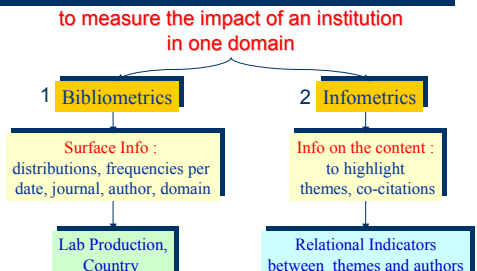 to measure the impact of an institution
in one domain
1 Bibliometrics
2 Infometrics
Surface Info :
distributions, frequencies per
date, journal, author, domain
Info on the content :
to highlight
themes, co-citations
Lab Production,
Country
Relational Indicators
between themes and authors